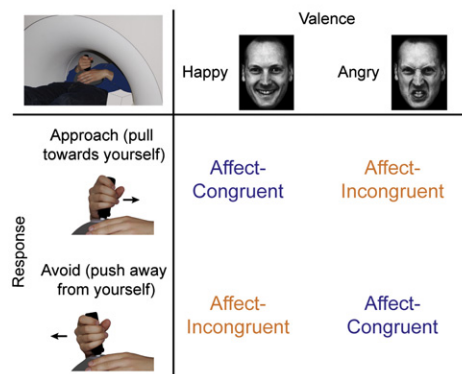 Valence
Happy
Angry
Response
Approach (pull
towards yourself)
Affect-
Congruent
Affect-
Incongruent
Avoid (push away
from yourself)
Affect-
Incongruent
Affect-
Congruent